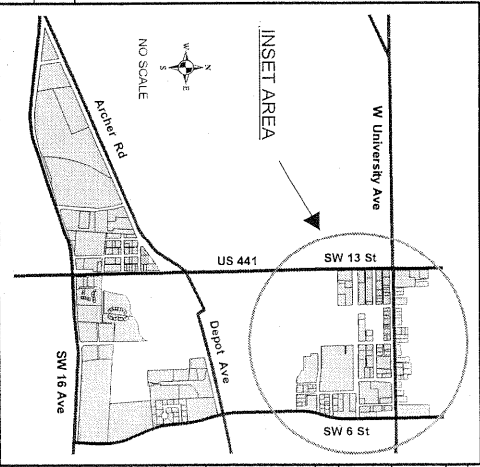 INSET AREA
W University Ave
N
W
E
S
NO SCALE
Archer Rd
US 441
SW 13 St
Depot Ave
SW 16 Ave
SW 6 St